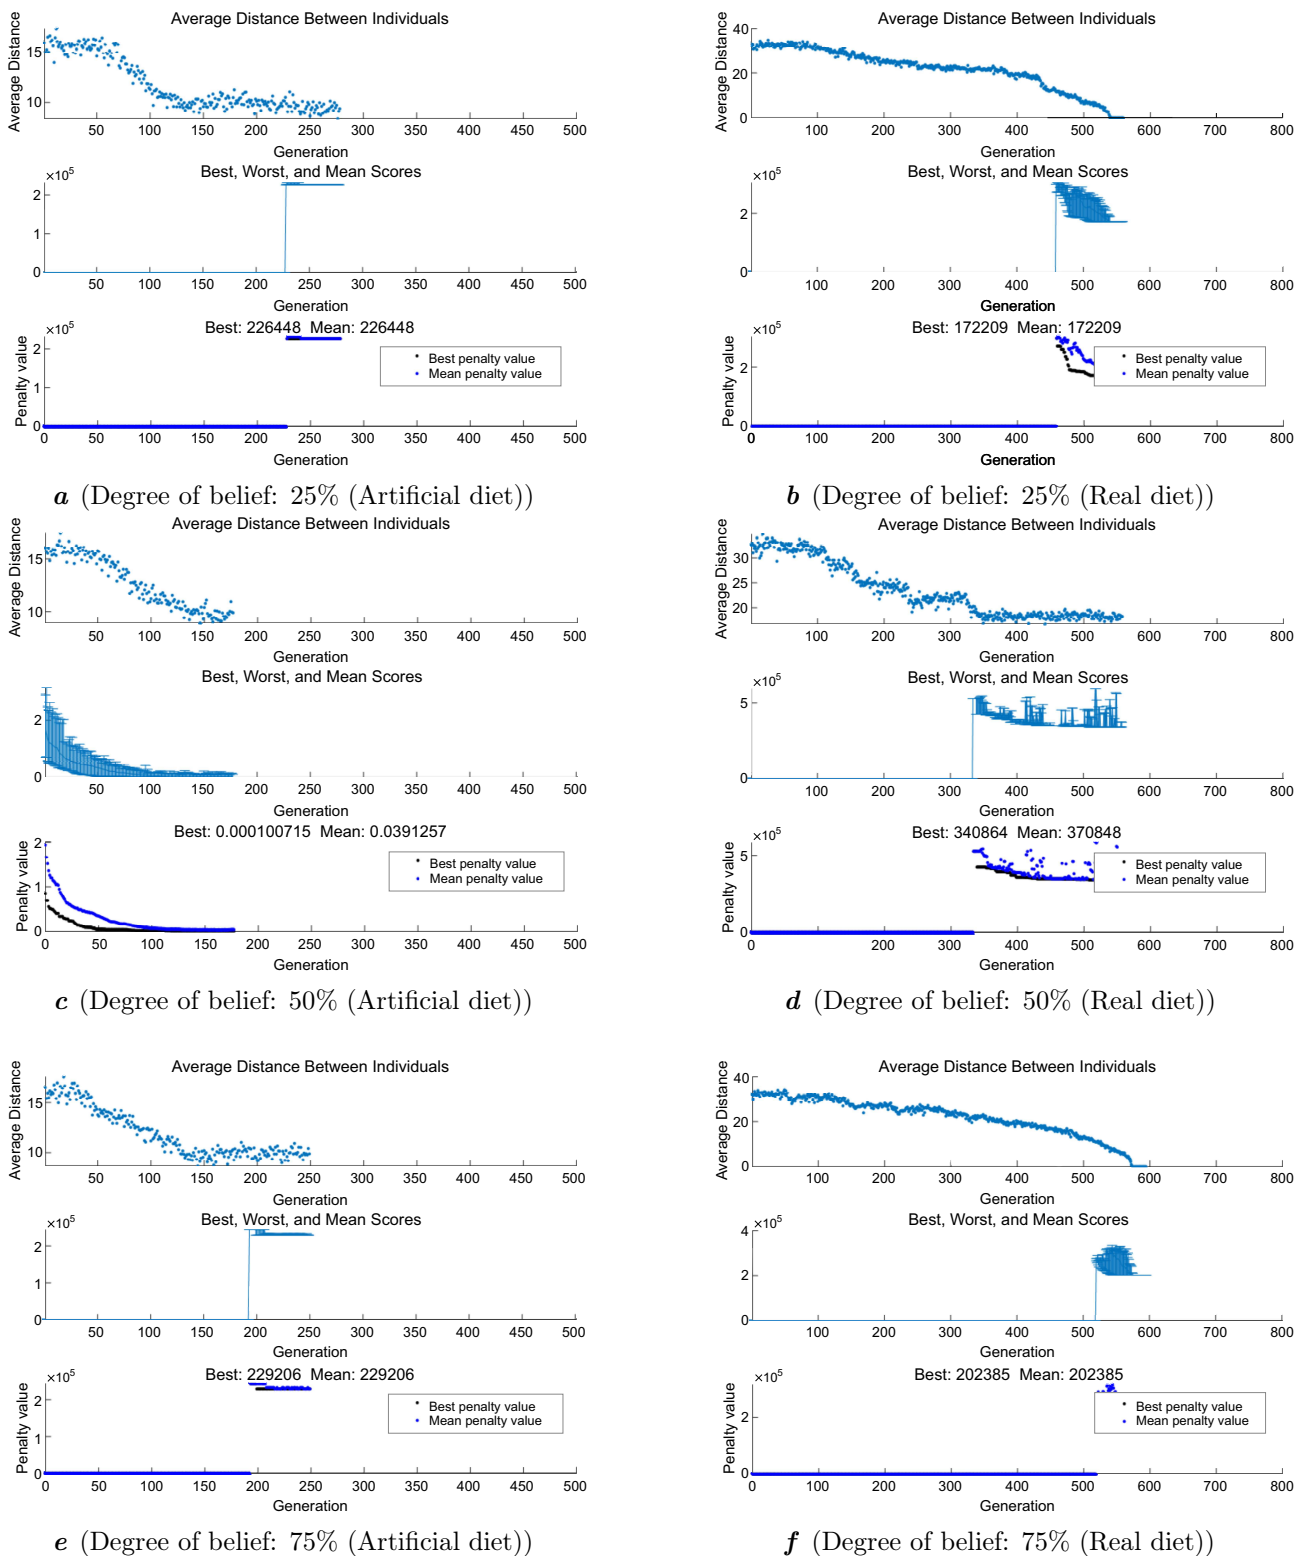 Average Distance Between Individuals
Average Distance
15
10
50 100 150 200 250 300 350 400 450 500
Generation
Best, Worst, and Mean Scores
×10⁵
2
1
0
50 100 150 200 250 300 350 400 450 500
Generation
Best: 226448 Mean: 226448
×10⁵
Penalty value
2
1
0
Best penalty value
Mean penalty value
0 50 100 150 200 250 300 350 400 450 500
Generation
a (Degree of belief: 25% (Artificial diet))
Average Distance Between Individuals
Average Distance
40
20
0
100 200 300 400 500 600 700 800
Generation
Best, Worst, and Mean Scores
×10⁵
2
0
100 200 300 400 500 600 700 800
Generation
Best: 172209 Mean: 172209
×10⁵
Penalty value
2
0
Best penalty value
Mean penalty value
0 100 200 300 400 500 600 700 800
Generation
b (Degree of belief: 25% (Real diet))
Average Distance Between Individuals
Average Distance
15
10
50 100 150 200 250 300 350 400 450 500
Generation
Best, Worst, and Mean Scores
2
0
50 100 150 200 250 300 350 400 450 500
Generation
Best: 0.000100715 Mean: 0.0391257
Penalty value
2
1
0
Best penalty value
Mean penalty value
0 50 100 150 200 250 300 350 400 450 500
Generation
c (Degree of belief: 50% (Artificial diet))
Average Distance Between Individuals
Average Distance
30
25
20
100 200 300 400 500 600 700 800
Generation
Best, Worst, and Mean Scores
×10⁵
5
0
100 200 300 400 500 600 700 800
Generation
Best: 340864 Mean: 370848
×10⁵
Penalty value
5
0
Best penalty value
Mean penalty value
0 100 200 300 400 500 600 700 800
Generation
d (Degree of belief: 50% (Real diet))
Average Distance Between Individuals
Average Distance
15
10
50 100 150 200 250 300 350 400 450 500
Generation
Best, Worst, and Mean Scores
×10⁵
2
1
0
50 100 150 200 250 300 350 400 450 500
Generation
Best: 229206 Mean: 229206
×10⁵
Penalty value
2
1
0
Best penalty value
Mean penalty value
0 50 100 150 200 250 300 350 400 450 500
Generation
e (Degree of belief: 75% (Artificial diet))
Average Distance Between Individuals
Average Distance
40
20
0
100 200 300 400 500 600 700 800
Generation
Best, Worst, and Mean Scores
×10⁵
4
2
0
100 200 300 400 500 600 700 800
Generation
Best: 202385 Mean: 202385
×10⁵
Penalty value
2
0
Best penalty value
Mean penalty value
0 100 200 300 400 500 600 700 800
Generation
f (Degree of belief: 75% (Real diet))